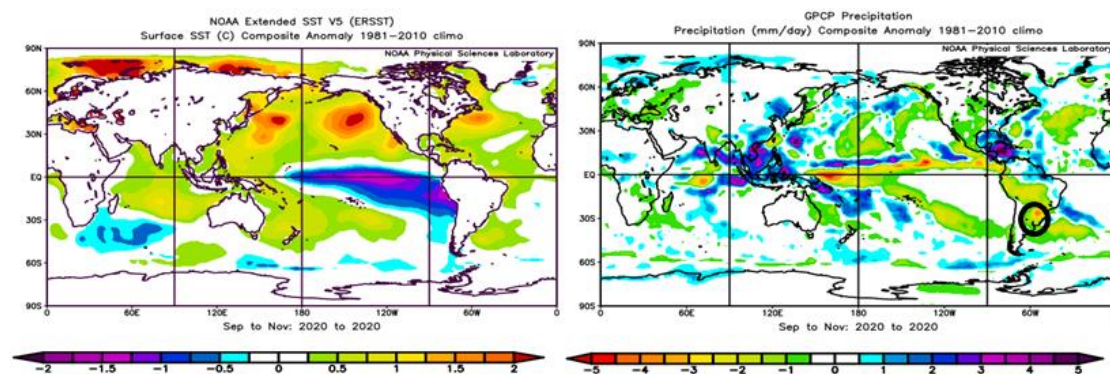 NOAA Extended SST V5 (ERSST)
Surface SST (C) Composite Anomaly 1981-2010 climo
NOAA Physical Sciences Laboratory
90N
60N
30N
EQ
30S
60S
90S
0
60E
120E
180
120W
60W
0
Sep to Nov: 2020 to 2020
-2 -1.5 -1 -0.5 0 0.5 1 1.5 2
GPCP Precipitation
Precipitation (mm/day) Composite Anomaly 1981-2010 climo
NOAA Physical Sciences Laboratory
90N
60N
30N
EQ
30S
60S
90S
0
60E
120E
180
120W
60W
Sep to Nov: 2020 to 2020
-5 -4 -3 -2 -1 0 1 2 3 4 5